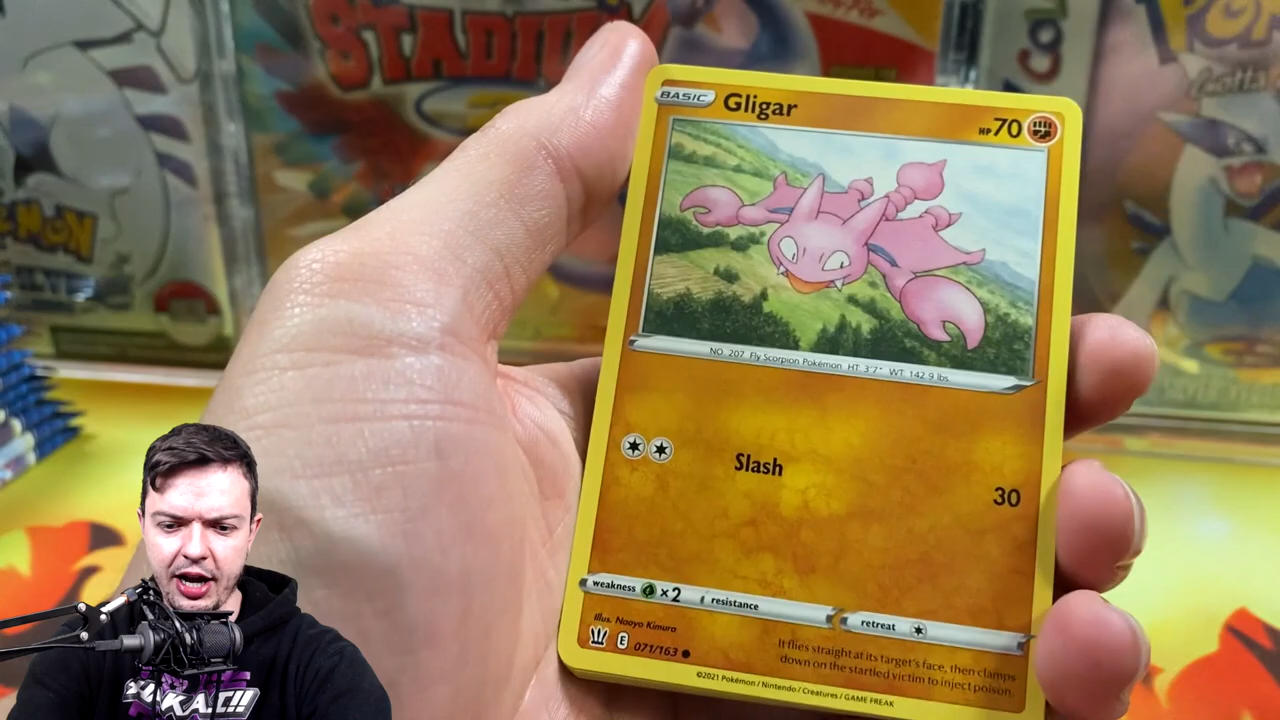 STADIUM
BASIC
Gligar
HP 70
NO. 207 Fly Scorpion Pokémon HT: 3'7" WT: 142.9 lbs.
Slash
30
weakness ×2
resistance
retreat
Illus. Naoyo Kimura
E
071/163
It flies straight at its target's face, then clamps
down on the startled victim to inject poison.
©2021 Pokémon / Nintendo / Creatures / GAME FREAK